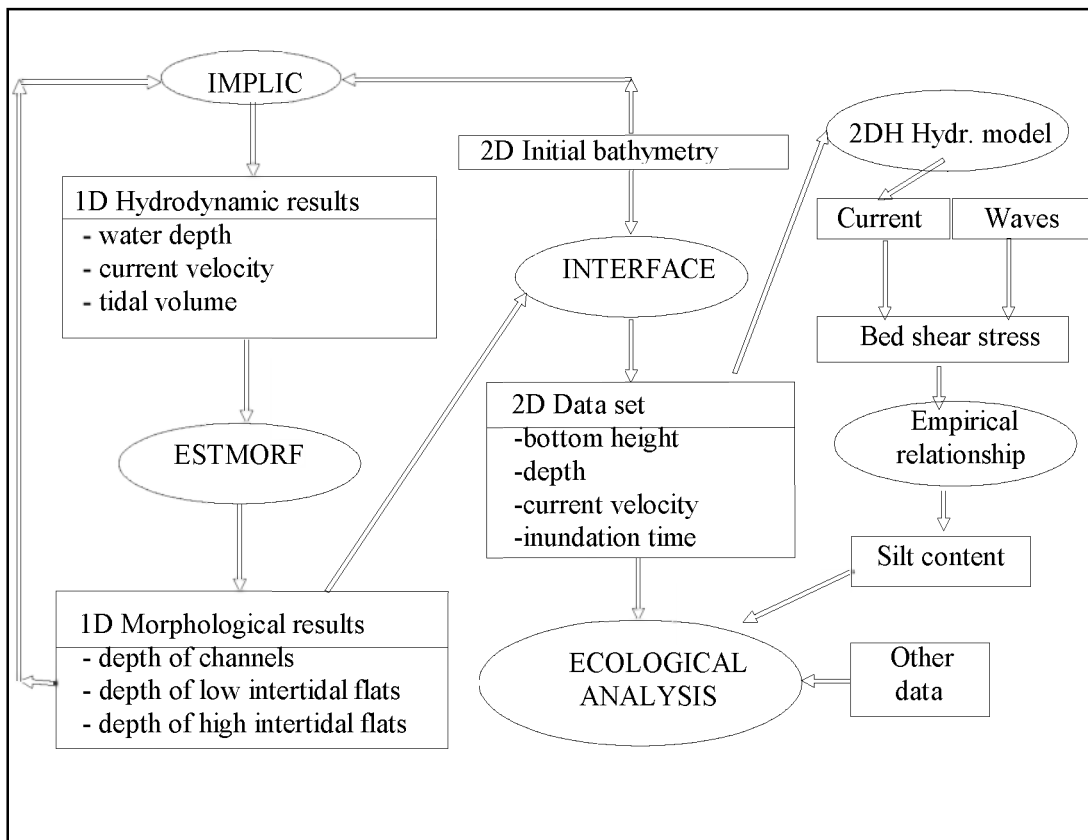 IMPLIC
2D Initial bathymetry
2DH Hydr. model
1D Hydrodynamic results
- water depth
- current velocity
- tidal volume
Current
Waves
INTERFACE
Bed shear stress
2D Data set
-bottom height
-depth
-current velocity
-inundation time
Empirical
relationship
ESTMORF
Silt content
1D Morphological results
- depth of channels
- depth of low intertidal flats
- depth of high intertidal flats
ECOLOGICAL
ANALYSIS
Other
data